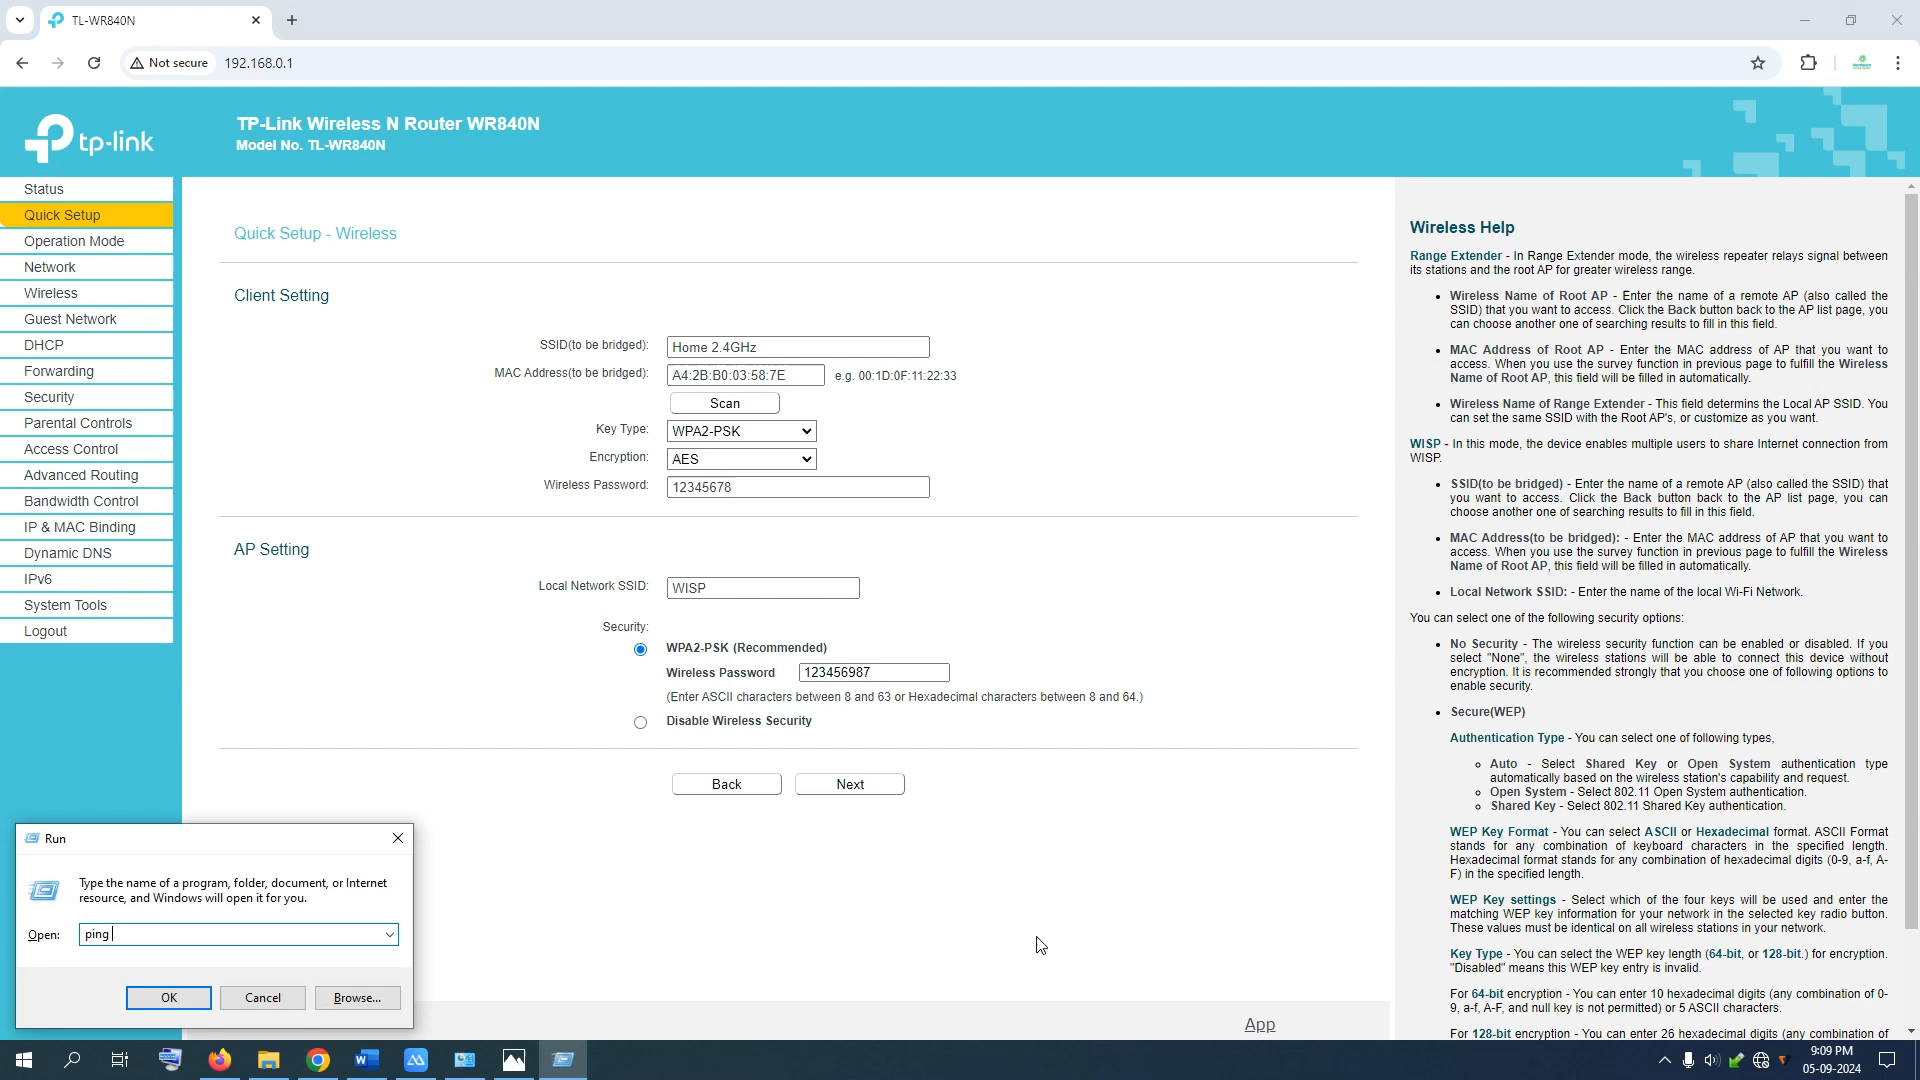 TL-WR840N
Not secure
192.168.0.1
tp-link
TP-Link Wireless N Router WR840N
Model No. TL-WR840N
Status
Quick Setup
Operation Mode
Network
Wireless
Guest Network
DHCP
Forwarding
Security
Parental Controls
Access Control
Advanced Routing
Bandwidth Control
IP & MAC Binding
Dynamic DNS
IPv6
System Tools
Logout
Quick Setup - Wireless
Client Setting
SSID(to be bridged): Home 2.4GHz
MAC Address(to be bridged): A4:2B:B0:03:58:7E e.g. 00:1D:0F:11:22:33
Scan
Key Type: WPA2-PSK
Encryption: AES
Wireless Password: 12345678
AP Setting
Local Network SSID: WISP
Security:
WPA2-PSK (Recommended)
Wireless Password 123456987
(Enter ASCII characters between 8 and 63 or Hexadecimal characters between 8 and 64.)
Disable Wireless Security
Back Next
App
Wireless Help
Range Extender - In Range Extender mode, the wireless repeater relays signal between
its stations and the root AP for greater wireless range.
• Wireless Name of Root AP - Enter the name of a remote AP (also called the
SSID) that you want to access. Click the Back button back to the AP list page, you
can choose another one of searching results to fill in this field.
• MAC Address of Root AP - Enter the MAC address of AP that you want to
access. When you use the survey function in previous page to fulfill the Wireless
Name of Root AP, this field will be filled in automatically.
• Wireless Name of Range Extender - This field determins the Local AP SSID. You
can set the same SSID with the Root AP's, or customize as you want.
WISP - In this mode, the device enables multiple users to share Internet connection from
WISP.
• SSID(to be bridged) - Enter the name of a remote AP (also called the SSID) that
you want to access. Click the Back button back to the AP list page, you can
choose another one of searching results to fill in this field.
• MAC Address(to be bridged): - Enter the MAC address of AP that you want to
access. When you use the survey function in previous page to fulfill the Wireless
Name of Root AP, this field will be filled in automatically.
• Local Network SSID: - Enter the name of the local Wi-Fi Network.
You can select one of the following security options:
• No Security - The wireless security function can be enabled or disabled. If you
select "None", the wireless stations will be able to connect this device without
encryption. It is recommended strongly that you choose one of following options to
enable security.
• Secure(WEP)
Authentication Type - You can select one of following types,
Auto - Select Shared Key or Open System authentication type
automatically based on the wireless station's capability and request.
Open System - Select 802.11 Open System authentication.
Shared Key - Select 802.11 Shared Key authentication.
WEP Key Format - You can select ASCII or Hexadecimal format. ASCII Format
stands for any combination of keyboard characters in the specified length.
Hexadecimal format stands for any combination of hexadecimal digits (0-9, a-f, A-
F) in the specified length.
WEP Key settings - Select which of the four keys will be used and enter the
matching WEP key information for your network in the selected key radio button.
These values must be identical on all wireless stations in your network.
Key Type - You can select the WEP key length (64-bit, or 128-bit.) for encryption.
"Disabled" means this WEP key entry is invalid.
For 64-bit encryption - You can enter 10 hexadecimal digits (any combination of 0-
9, a-f, A-F, and null key is not permitted) or 5 ASCII characters.
For 128-bit encryption - You can enter 26 hexadecimal digits (any combination of
Run
Type the name of a program, folder, document, or Internet
resource, and Windows will open it for you.
Open: ping
OK Cancel Browse...
9:09 PM
05-09-2024